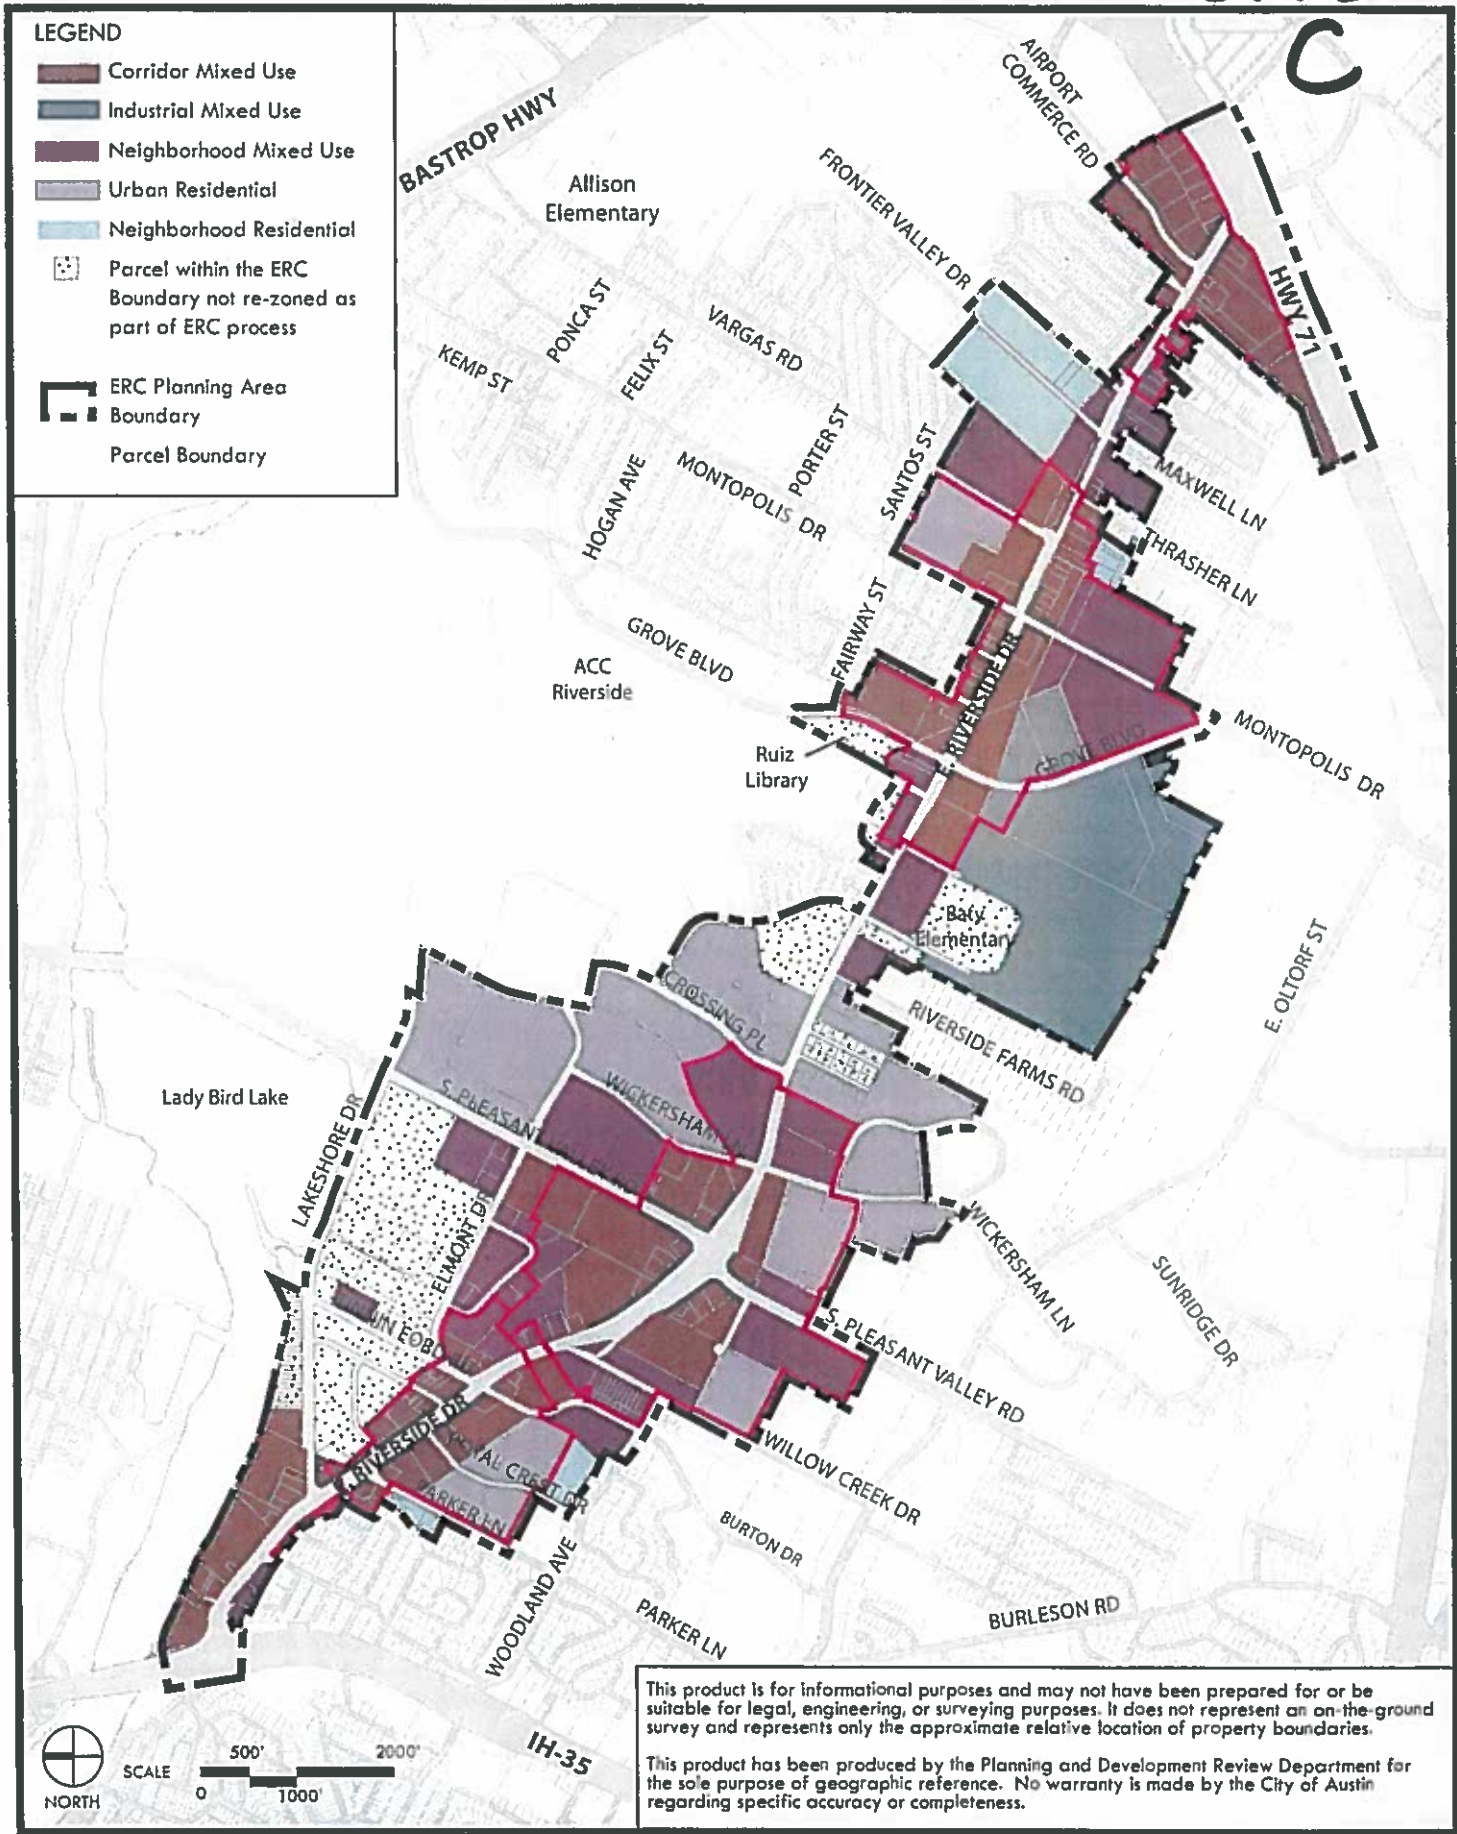 C
LEGEND
Corridor Mixed Use
Industrial Mixed Use
Neighborhood Mixed Use
Urban Residential
Neighborhood Residential
Parcel within the ERC
Boundary not re-zoned as
part of ERC process
ERC Planning Area
Boundary
Parcel Boundary
BASTROP HWY
AIRPORT
COMMERCE RD
Allison
Elementary
FRONTIER VALLEY DR
HWY 71
PONCA ST
VARGAS RD
KEMP ST
FELIX ST
PORTER ST
SANTOS ST
HOGAN AVE
MONTOPOLIS DR
MAXWELL LN
THRASHER LN
FAIRWAY ST
GROVE BLVD
ACC
Riverside
RIVERSIDE DR
MONTOPOLIS DR
GROVE BLVD
Ruiz
Library
Baty
Elementary
E. OLTORF ST
CROSSING PL
RIVERSIDE FARMS RD
Lady Bird Lake
LAKESHORE DR
S. PLEASANT
WICKERSHAM LN
ELMONT DR
WICKERSHAM LN
SUNRIDGE DR
S. PLEASANT VALLEY RD
RIVERSIDE DR
ROYAL CREST DR
WILLOW CREEK DR
PARKER LN
BURTON DR
WOODLAND AVE
PARKER LN
BURLESON RD
IH-35
NORTH
SCALE
500'
2000'
0
1000'
This product is for informational purposes and may not have been prepared for or be
suitable for legal, engineering, or surveying purposes. It does not represent an on-the-ground
survey and represents only the approximate relative location of property boundaries.
This product has been produced by the Planning and Development Review Department for
the sole purpose of geographic reference. No warranty is made by the City of Austin
regarding specific accuracy or completeness.